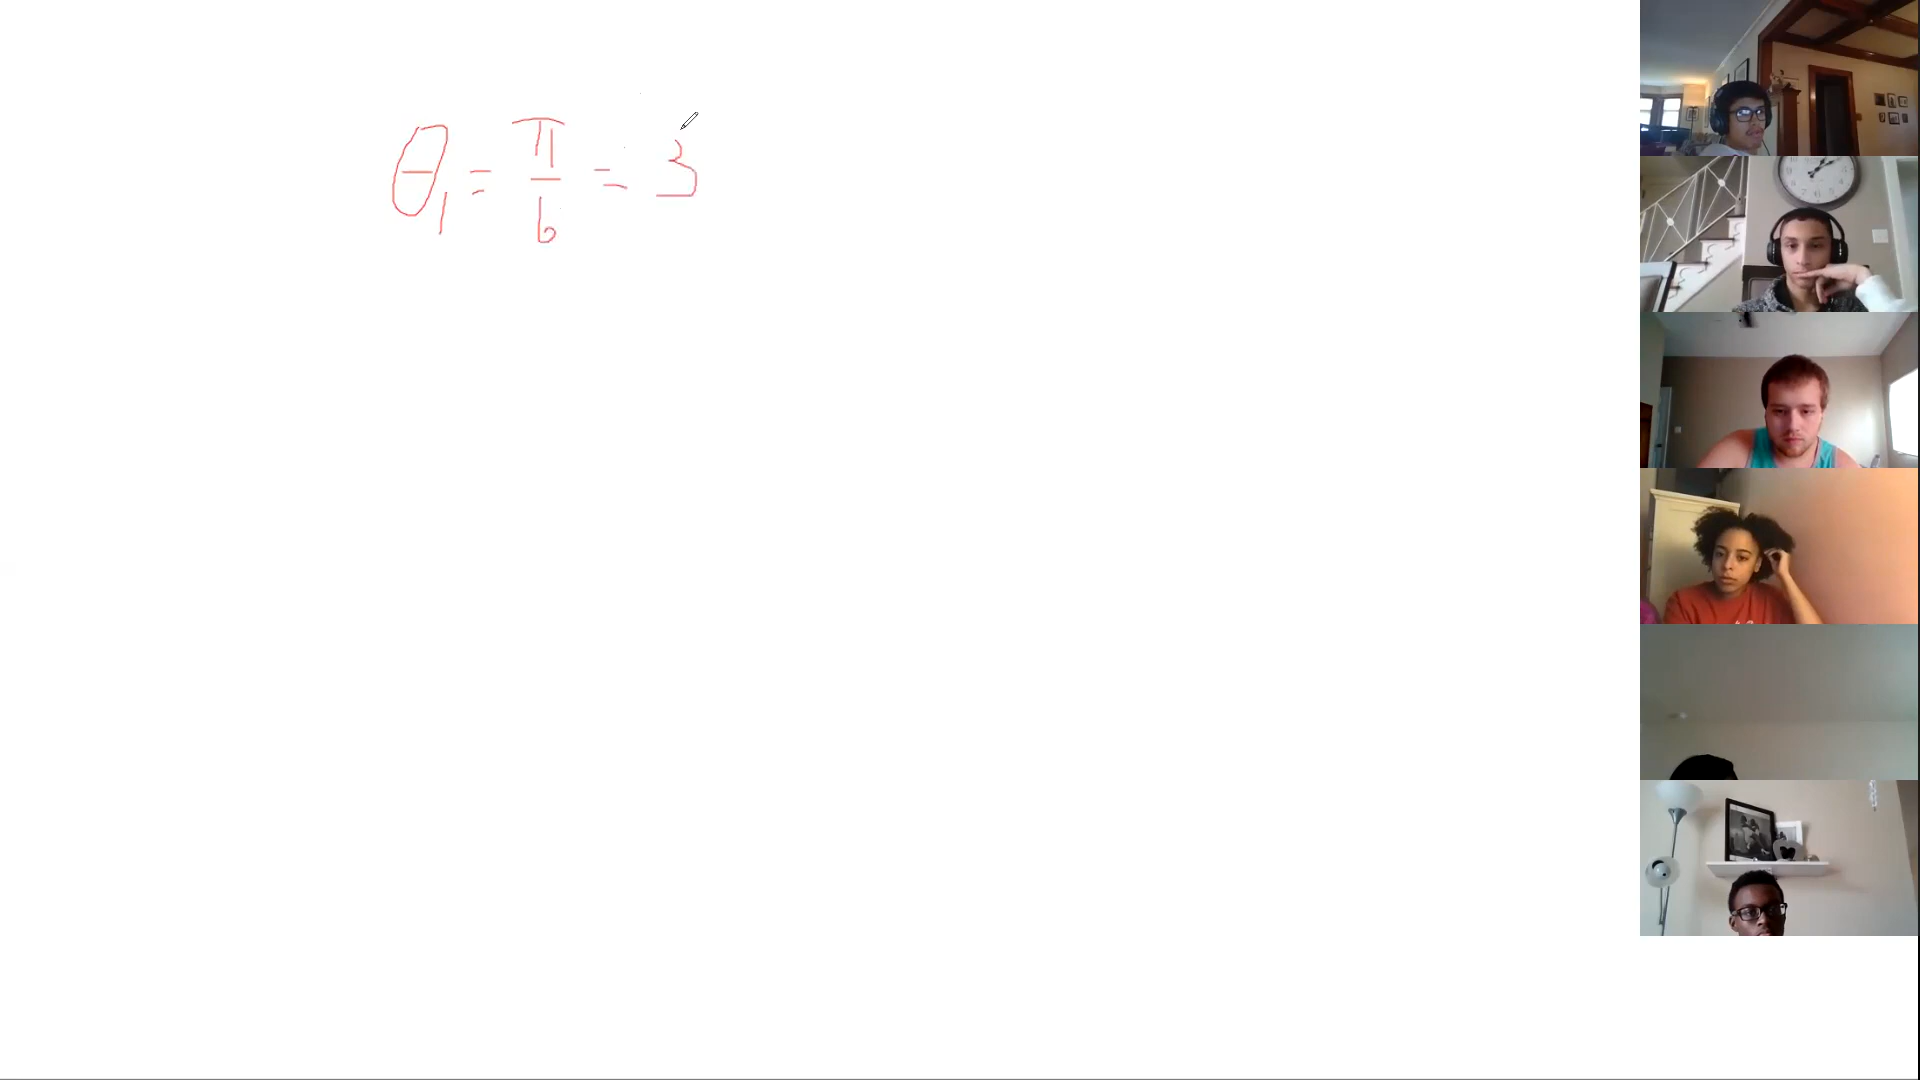 θ₁ = π/6 = 3